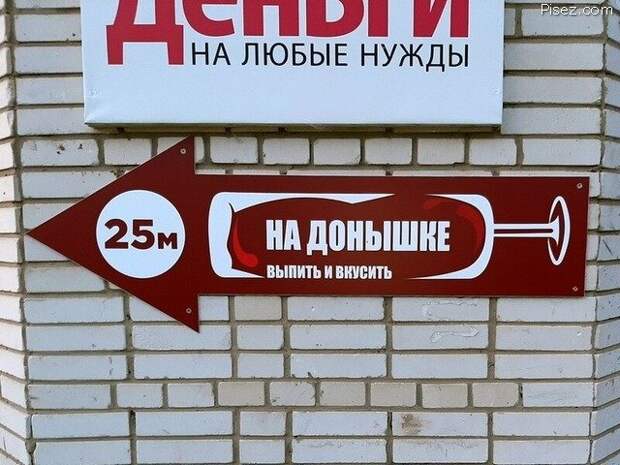 Pisez.com
Деньги
НА ЛЮБЫЕ НУЖДЫ
25м
НА ДОНЫШКЕ
ВЫПИТЬ И ВКУСИТЬ